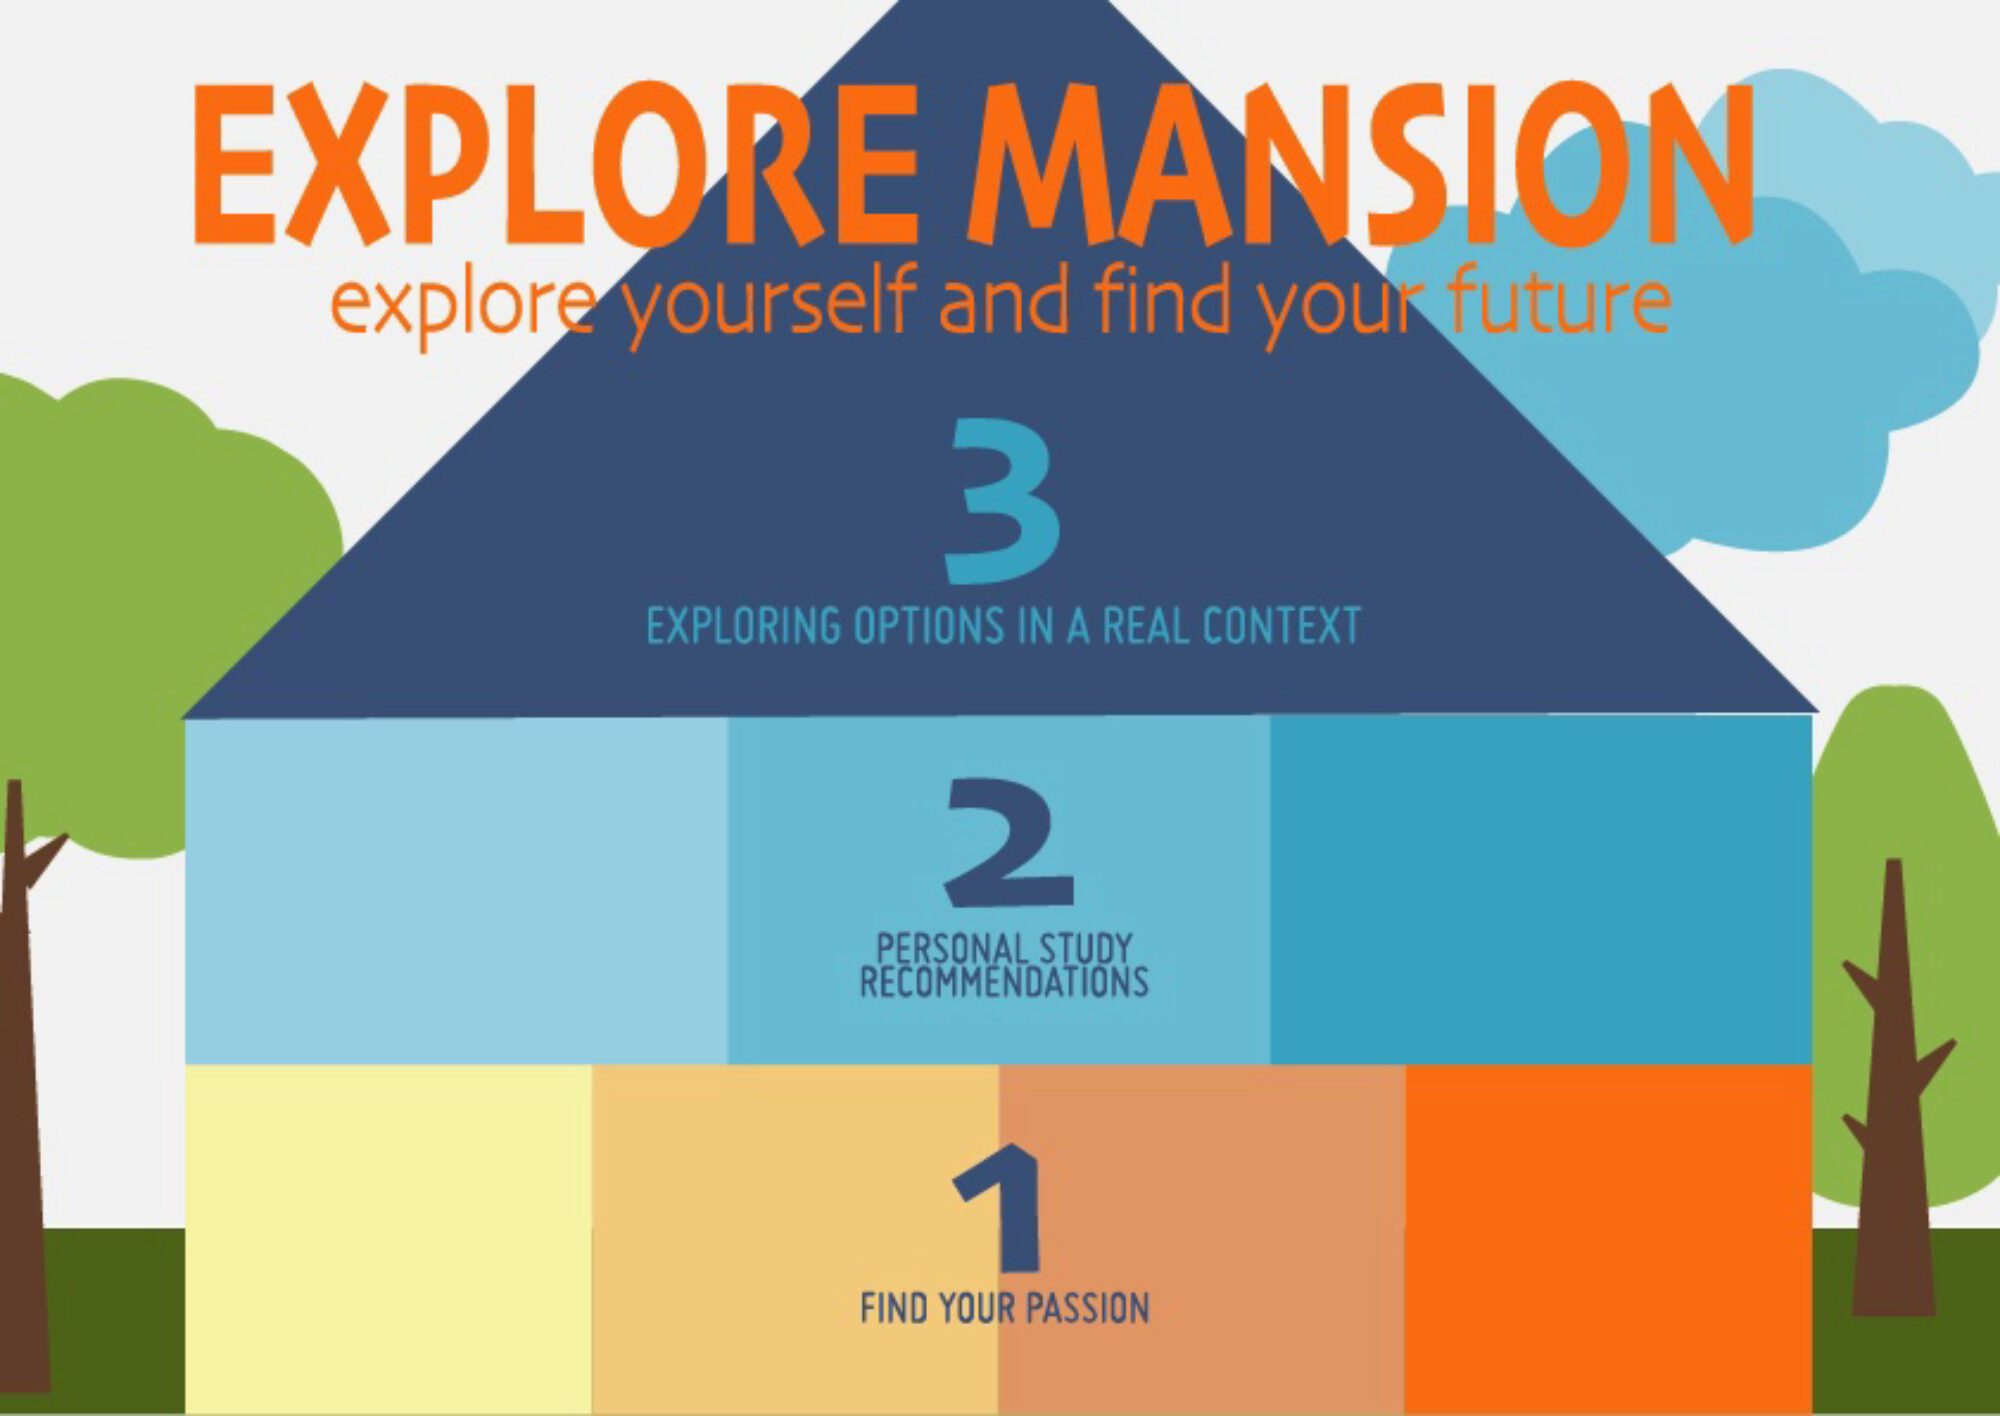 EXPLORE MANSION
explore yourself and find your future
3
EXPLORING OPTIONS IN A REAL CONTEXT
2
PERSONAL STUDY
RECOMMENDATIONS
1
FIND YOUR PASSION